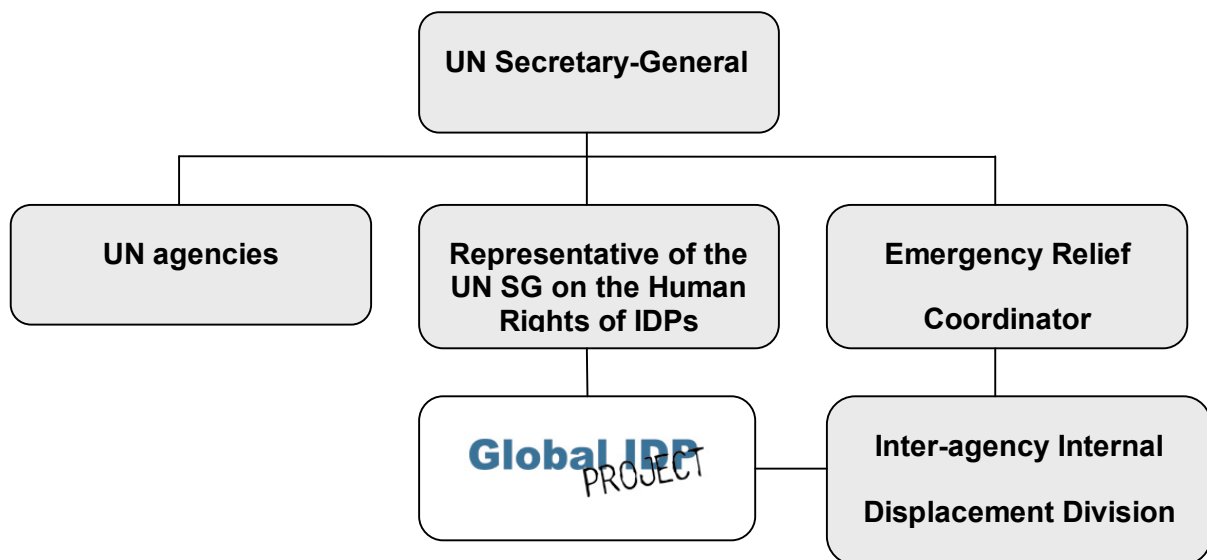 UN Secretary-General
UN agencies
Representative of the
UN SG on the Human
Rights of IDPs
Emergency Relief
Coordinator
Global IDP
PROJECT
Inter-agency Internal
Displacement Division